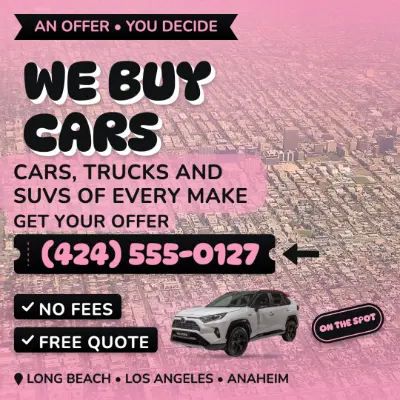 AN OFFER • YOU DECIDE
WE BUY
CARS
CARS, TRUCKS AND
SUVS OF EVERY MAKE
GET YOUR OFFER
(424) 555-0127
NO FEES
FREE QUOTE
ON THE SPOT
LONG BEACH • LOS ANGELES • ANAHEIM